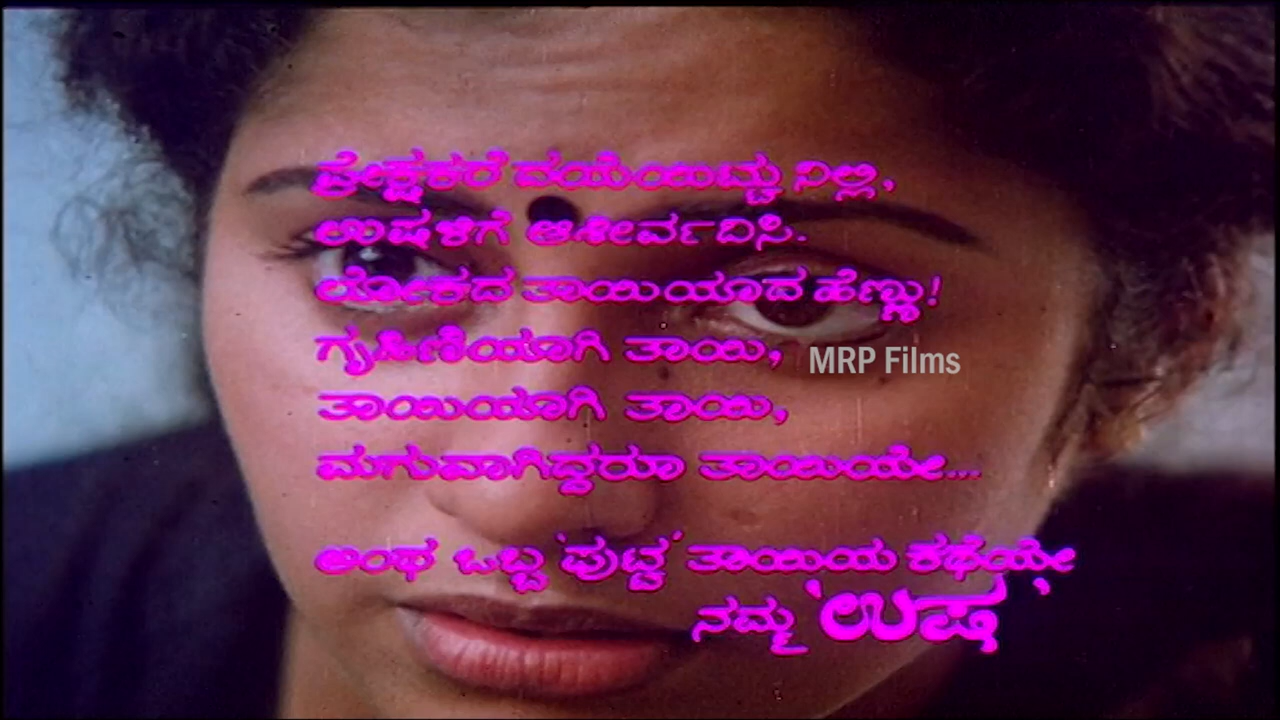 ಪ್ರೇಕ್ಷಕರೆ ದಯೆಯಿಟ್ಟು ನಿಲ್ಲಿ,
ಉಷಳಿಗೆ ಆಶೀರ್ವದಿಸಿ.
ಲೋಕದ ತಾಯಿಯಾದ ಹೆಣ್ಣು!
ಗೃಹಿಣಿಯಾಗಿ ತಾಯಿ,
MRP Films
ತಾಯಿಯಾಗಿ ತಾಯಿ,
ಮಗುವಾಗಿದ್ದರೂ ತಾಯಿಯೇ....
ಅಂಥ ಒಬ್ಬ 'ಪುಟ್ಟ' ತಾಯಿಯ ಕಥೆಯೇ
ನಮ್ಮ 'ಉಷ'